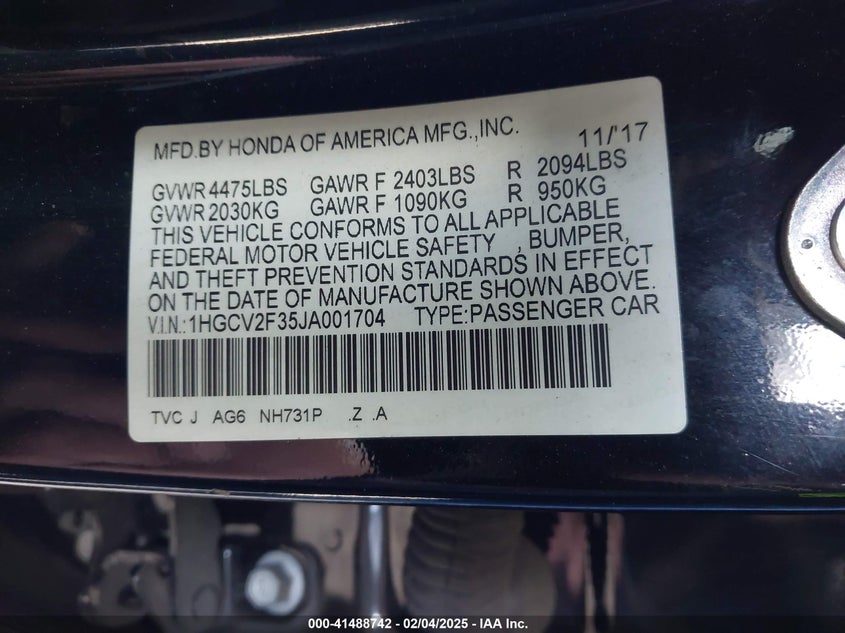 MFD.BY HONDA OF AMERICA MFG.,INC. 11/'17
GVWR 4475LBS GAWR F 2403LBS R 2094LBS
GVWR 2030KG GAWR F 1090KG R 950KG
THIS VEHICLE CONFORMS TO ALL APPLICABLE
FEDERAL MOTOR VEHICLE SAFETY , BUMPER,
AND THEFT PREVENTION STANDARDS IN EFFECT
ON THE DATE OF MANUFACTURE SHOWN ABOVE.
V.I.N.:1HGCV2F35JA001704 TYPE:PASSENGER CAR
TVC J AG6 NH731P .Z .A
000-41488742 - 02/04/2025 - IAA Inc.